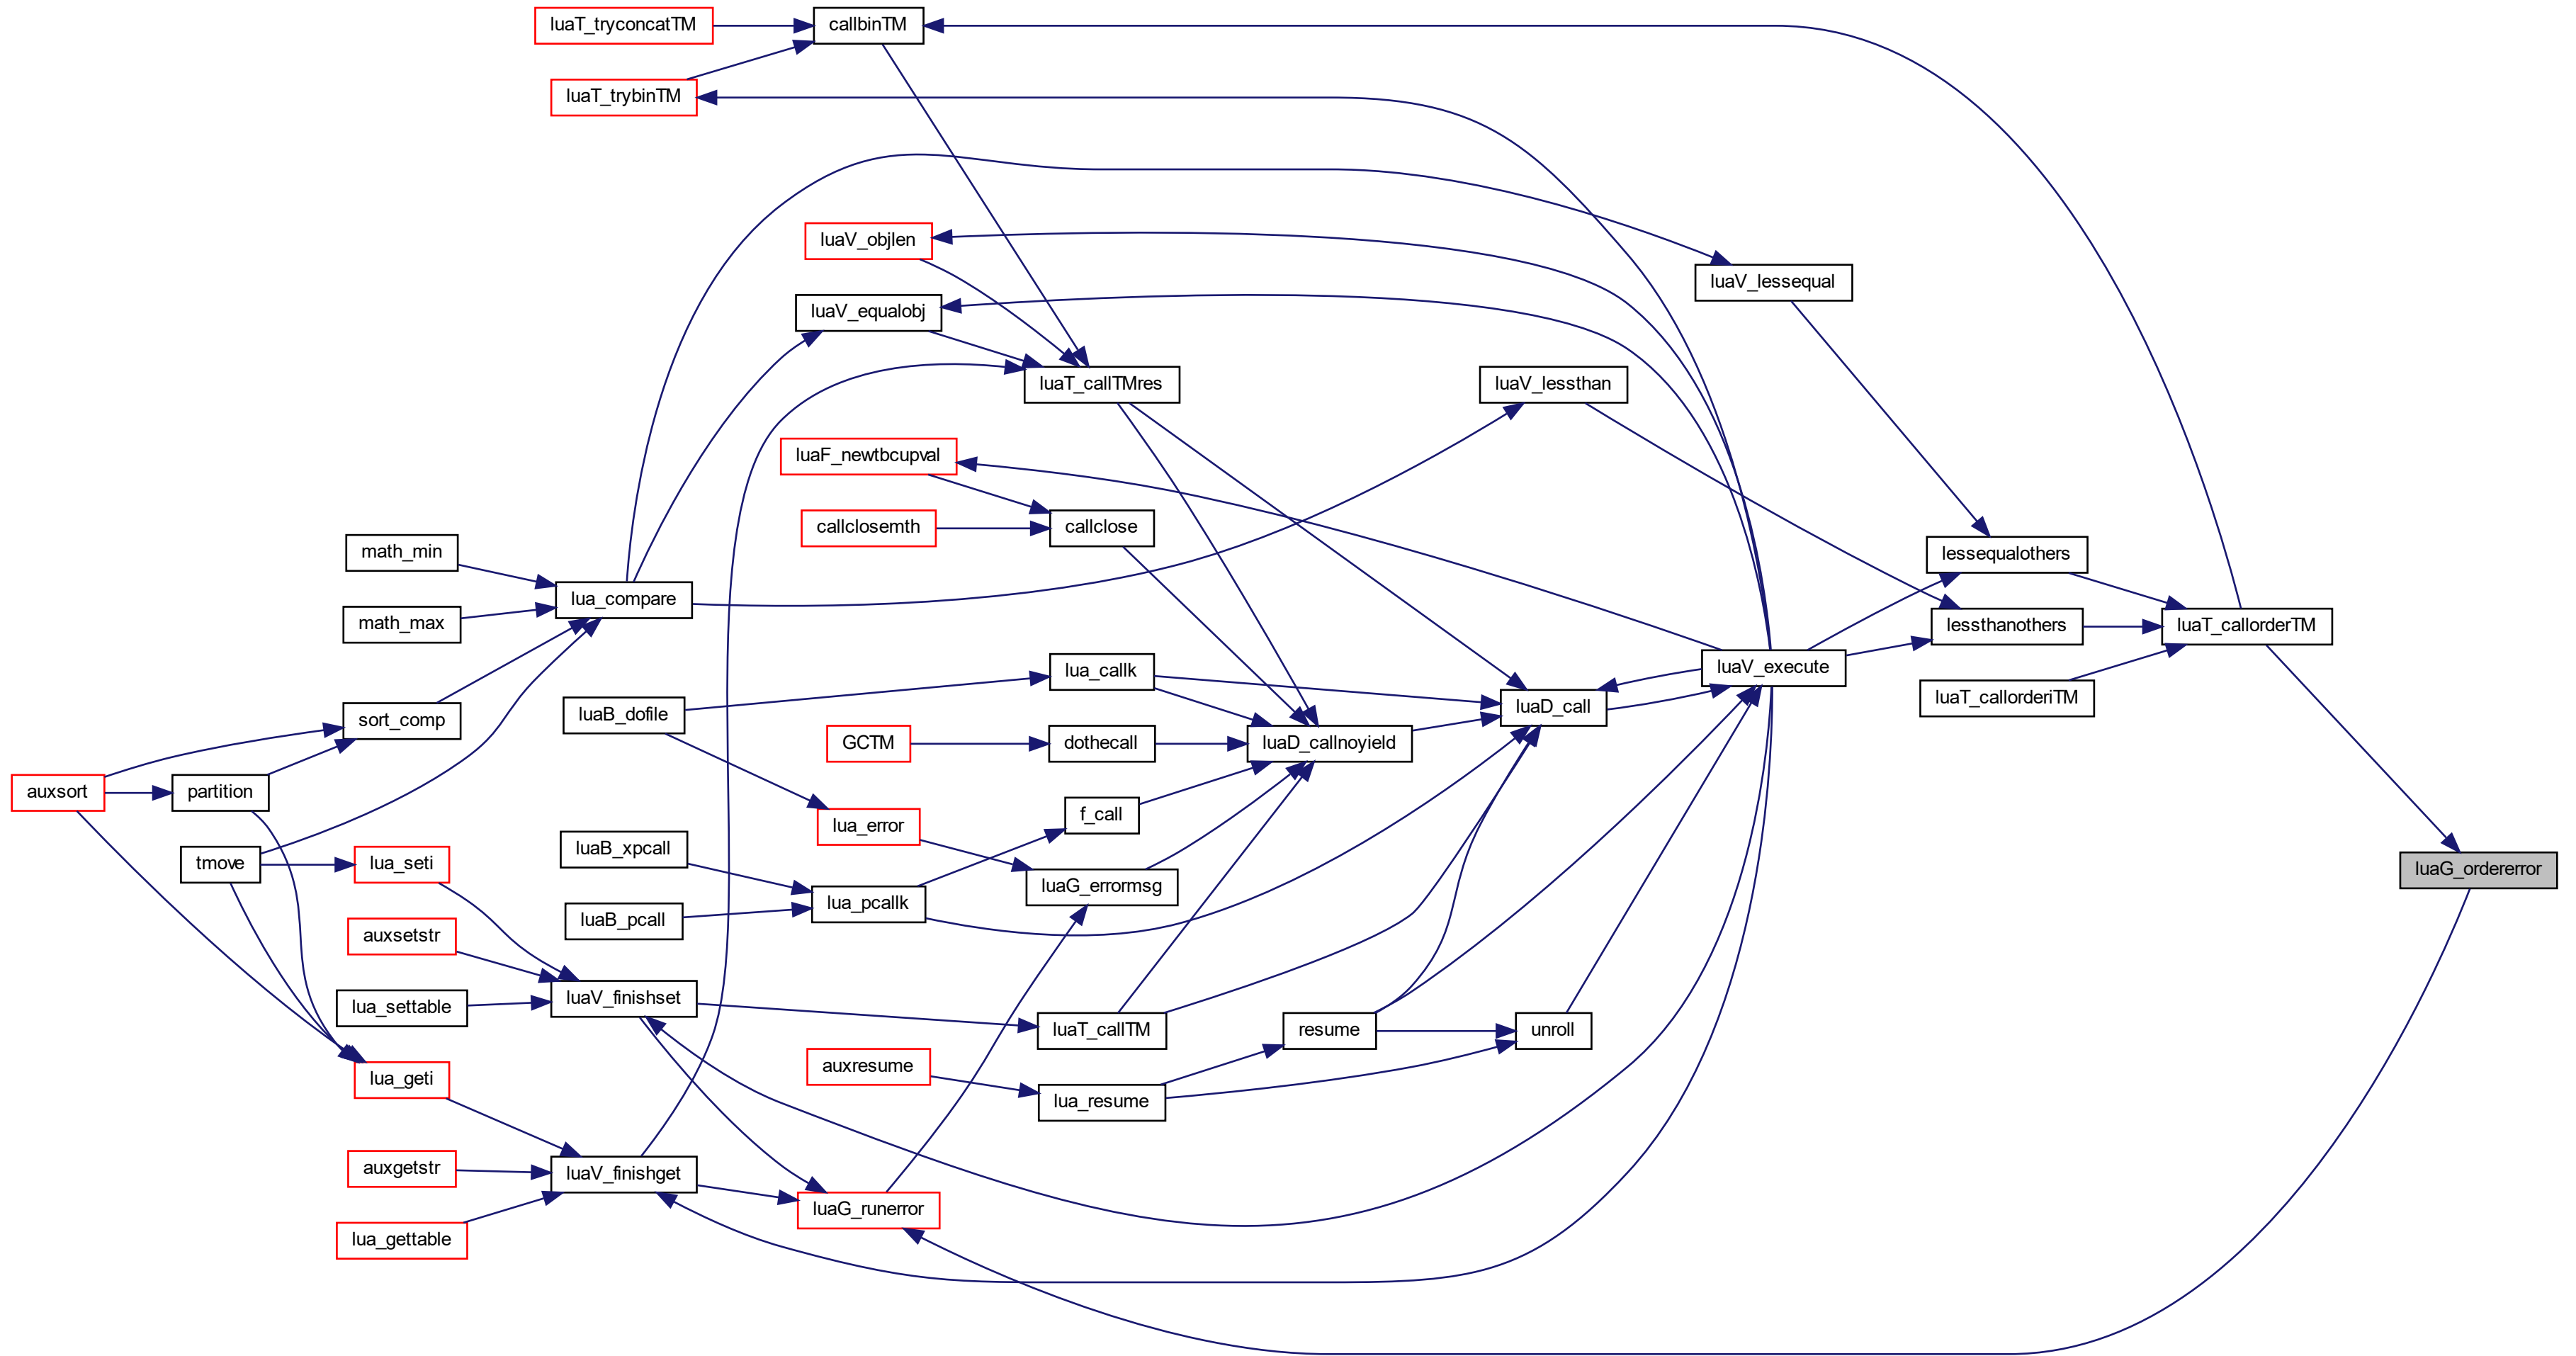 luaT_tryconcatTM
callbinTM
luaT_trybinTM
luaV_objlen
luaV_lessequal
luaV_equalobj
luaT_callTMres
luaV_lessthan
luaF_newtbcupval
callclosemth
callclose
math_min
lessequalothers
lua_compare
math_max
lessthanothers
luaT_callorderTM
lua_callk
luaV_execute
luaT_callorderiTM
luaB_dofile
luaD_call
sort_comp
GCTM
dothecall
luaD_callnoyield
auxsort
partition
f_call
lua_error
luaB_xpcall
tmove
lua_seti
luaG_errormsg
luaG_ordererror
lua_pcallk
luaB_pcall
auxsetstr
luaV_finishset
lua_settable
luaT_callTM
resume
unroll
auxresume
lua_geti
lua_resume
auxgetstr
luaV_finishget
luaG_runerror
lua_gettable